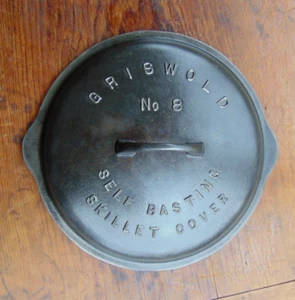 GRISWOLD
No 8
SELF BASTING
SKILLET COVER